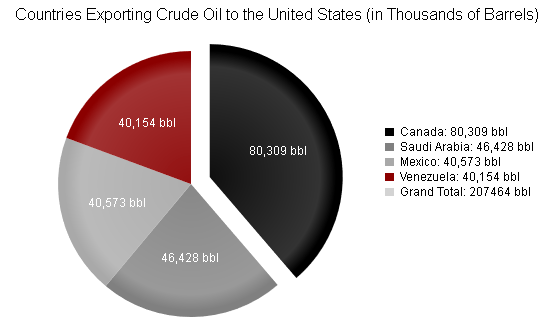 Countries Exporting Crude Oil to the United States (in Thousands of Barrels)
40,154 bbl
80,309 bbl
40,573 bbl
46,428 bbl
Canada: 80,309 bbl
Saudi Arabia: 46,428 bbl
Mexico: 40,573 bbl
Venezuela: 40,154 bbl
Grand Total: 207464 bbl